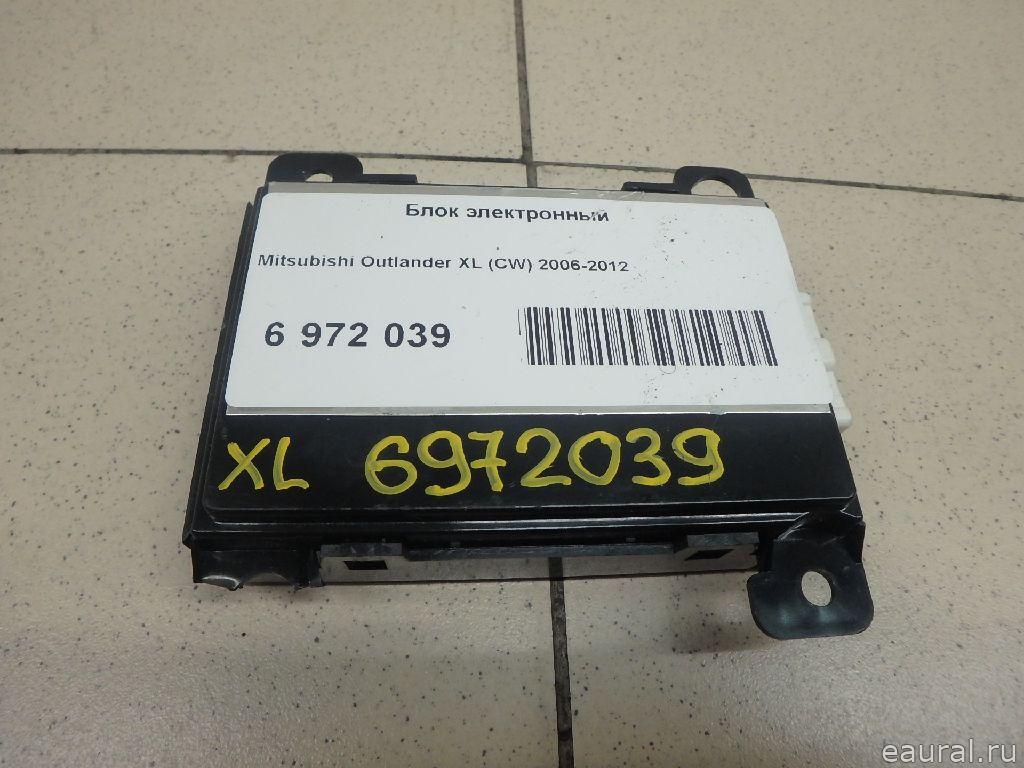 Блок электронный
Mitsubishi Outlander XL (CW) 2006-2012
6 972 039
XL 6972039
eaural.ru